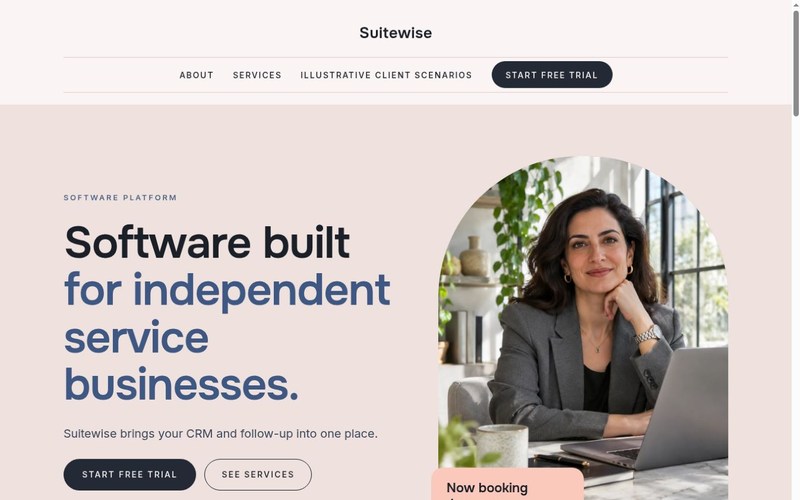 Suitewise
ABOUT
SERVICES
ILLUSTRATIVE CLIENT SCENARIOS
START FREE TRIAL
SOFTWARE PLATFORM
Software built
for independent
service
businesses.
Suitewise brings your CRM and follow-up into one place.
START FREE TRIAL
SEE SERVICES
Now booking